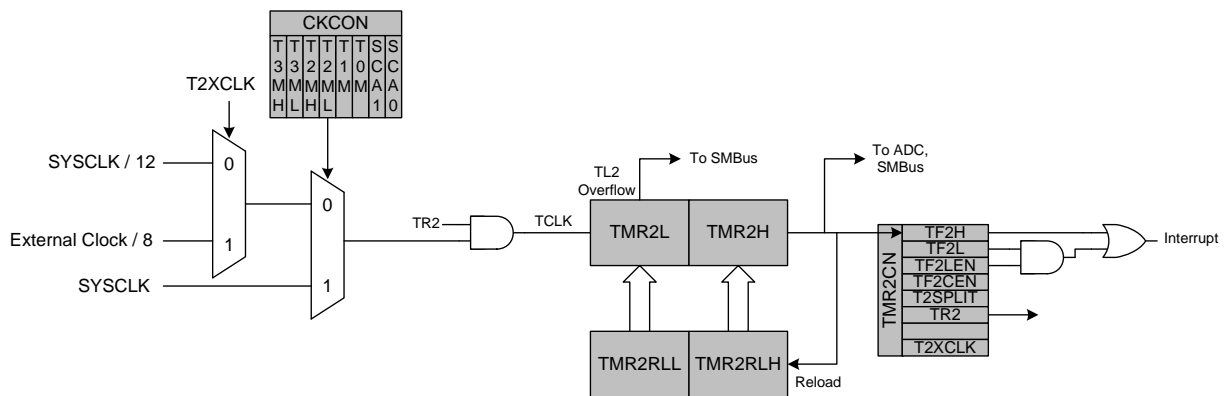 CKCON
T3MH
T3ML
T2MH
T2ML
T1M
T0M
SCA1
SCA0
T2XCLK
SYSCLK / 12
0
External Clock / 8
1
SYSCLK
0
1
TR2
TCLK
TL2
Overflow
To SMBus
TMR2L
TMR2H
To ADC,
SMBus
TMR2RLL
TMR2RLH
Reload
TMR2CN
TF2H
TF2L
TF2LEN
TF2CEN
T2SPLIT
TR2
T2XCLK
Interrupt